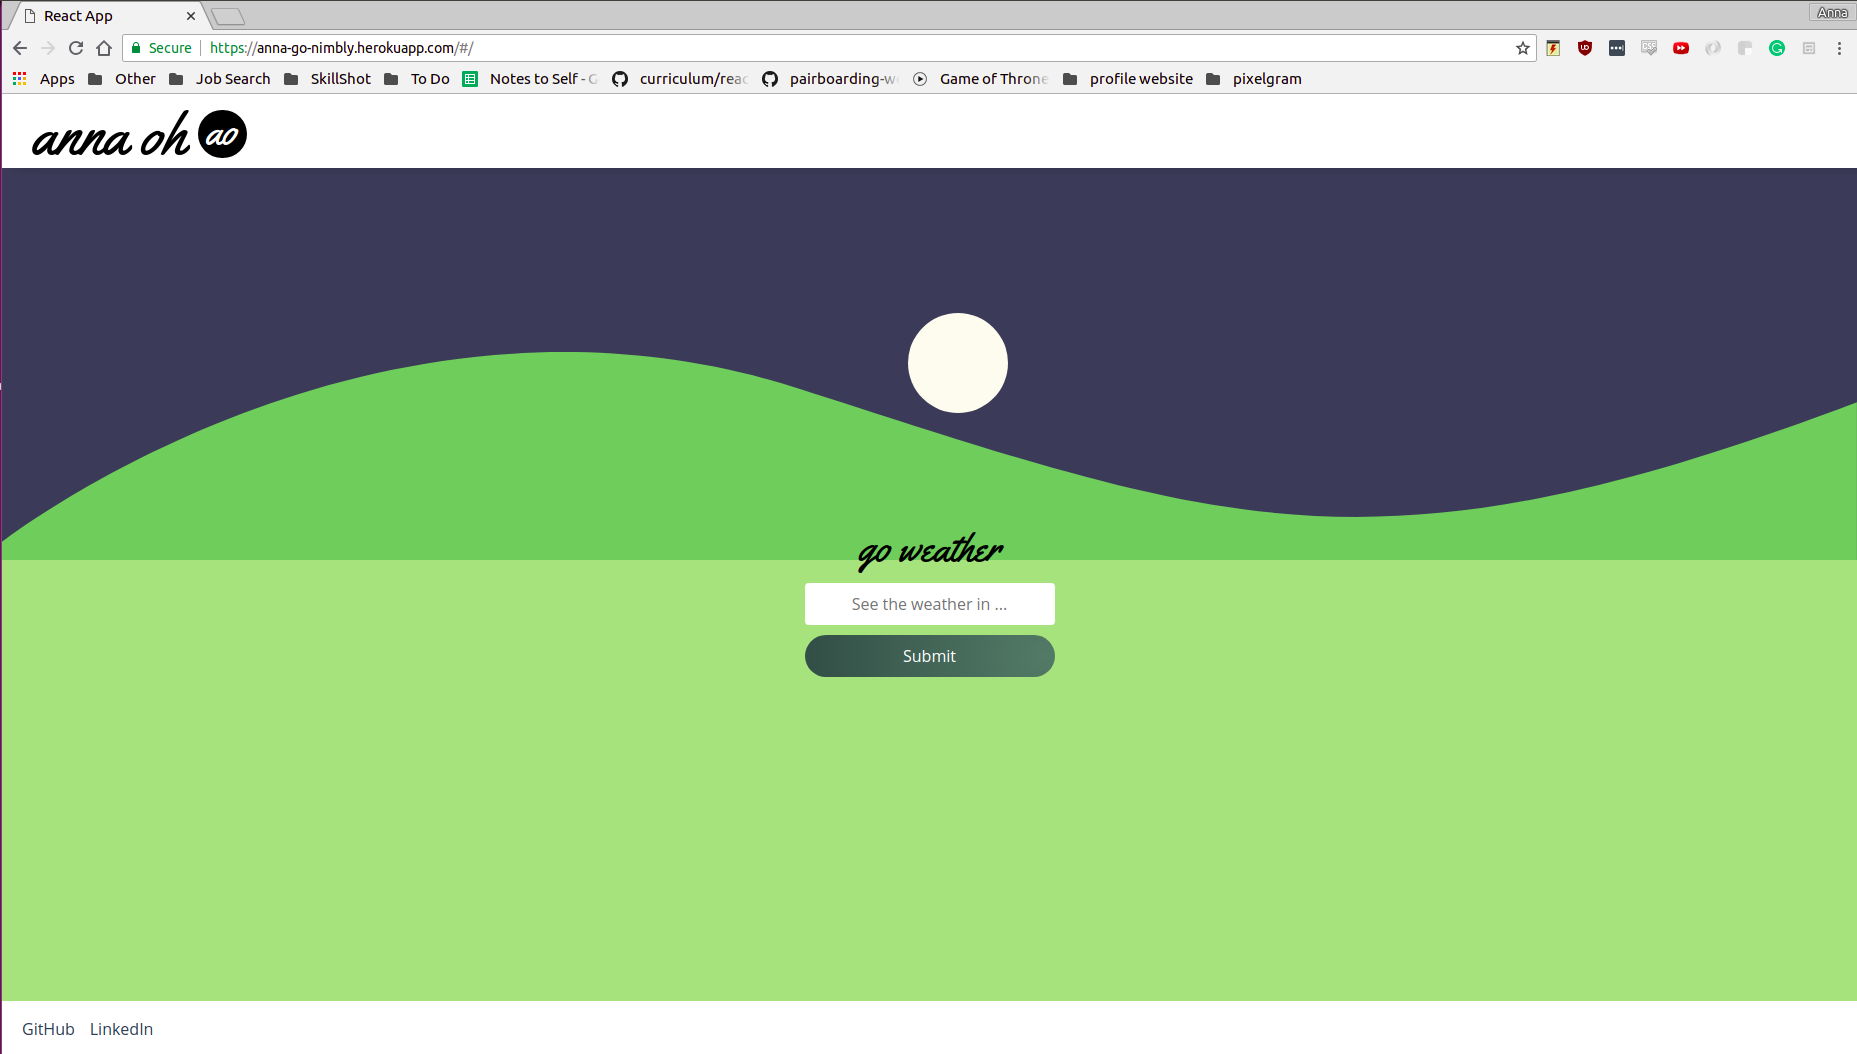 React App
Anna
Secure https://anna-go-nimbly.herokuapp.com/#/
Apps Other Job Search SkillShot To Do Notes to Self - G curriculum/reac pairboarding-w Game of Throne profile website pixelgram
anna oh ao
go weather
See the weather in ...
Submit
GitHub LinkedIn